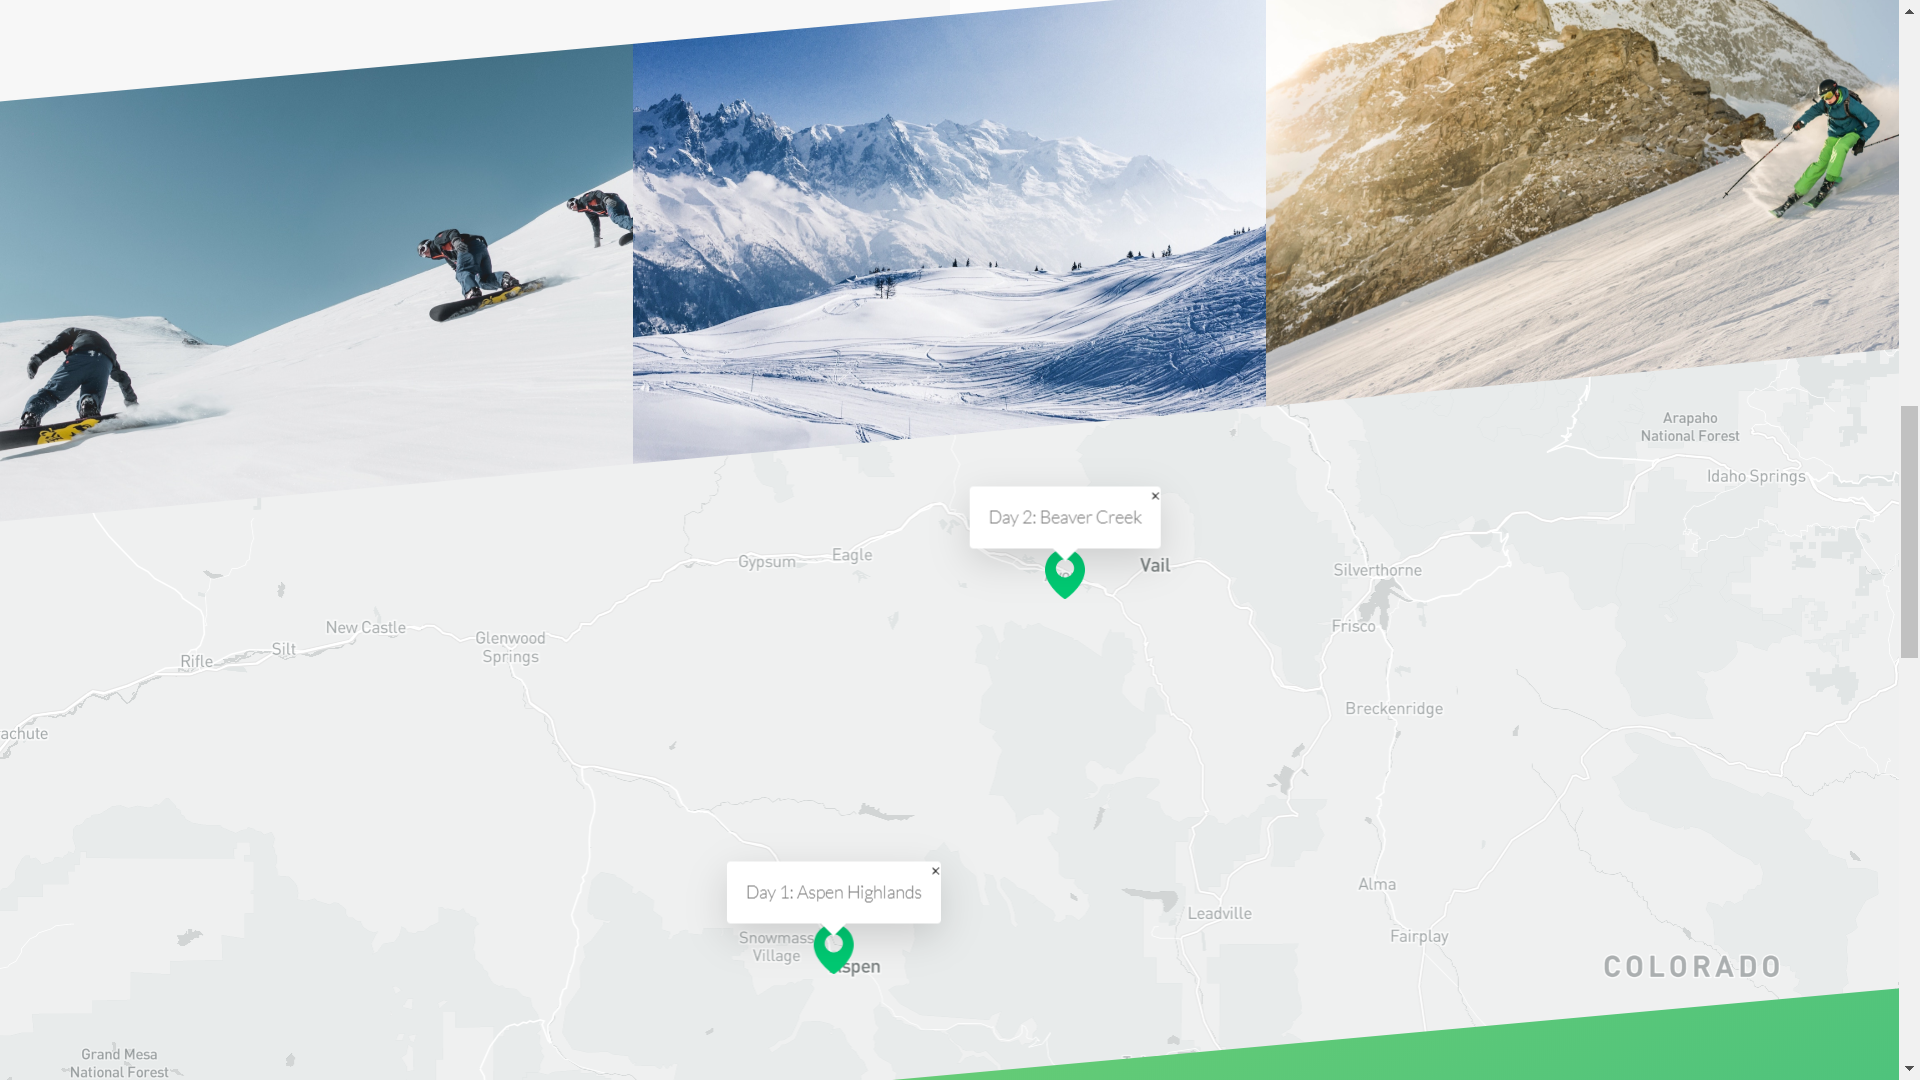 Arapaho
National Forest
Idaho Springs
×
Day 2: Beaver Creek
Gypsum
Eagle
Vail
Silverthorne
New Castle
Glenwood
Springs
Frisco
Silt
Rifle
Breckenridge
achute
×
Day 1: Aspen Highlands
Alma
Leadville
Snowmass
Village
spen
Fairplay
COLORADO
Grand Mesa
National Forest